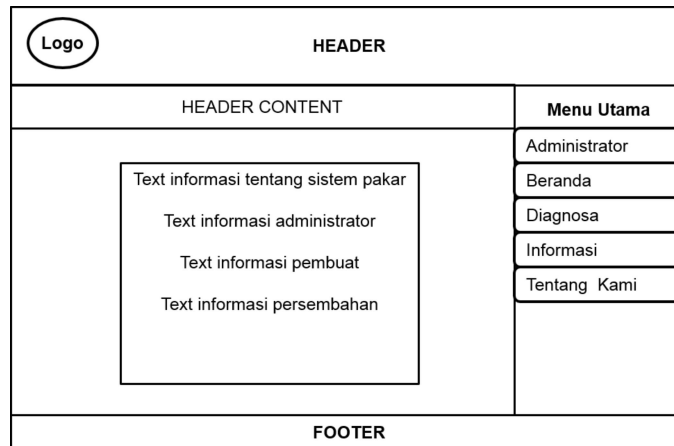 Logo
HEADER
HEADER CONTENT
Text informasi tentang sistem pakar
Text informasi administrator
Text informasi pembuat
Text informasi persembahan
Menu Utama
Administrator
Beranda
Diagnosa
Informasi
Tentang Kami
FOOTER